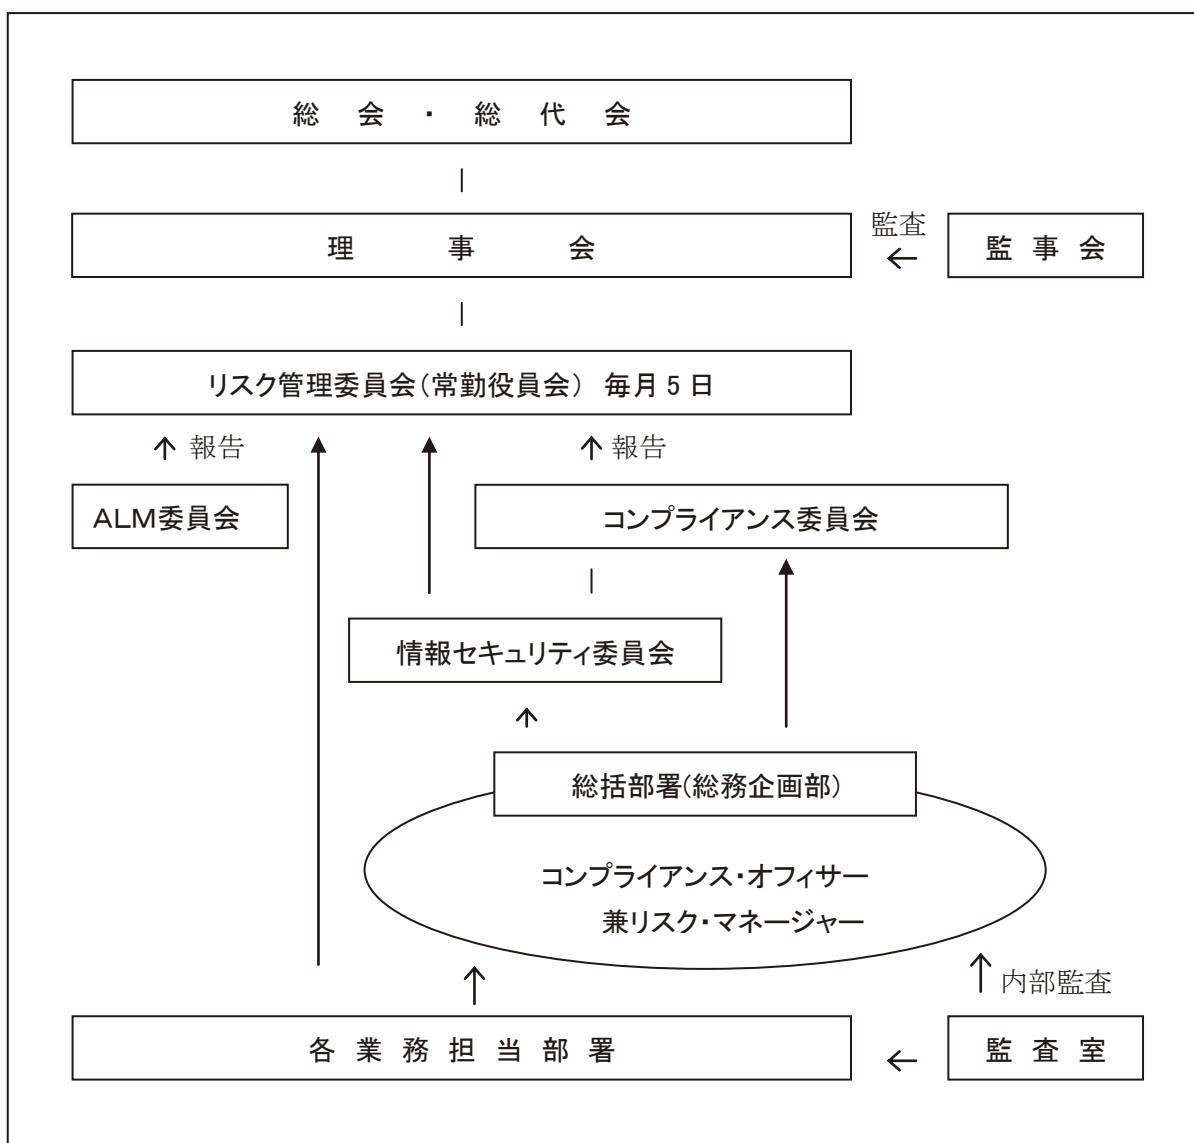 総会・総代会
監査
理事会
監事会
リスク管理委員会(常勤役員会) 毎月5日
報告
報告
ALM委員会
コンプライアンス委員会
情報セキュリティ委員会
総括部署(総務企画部)
コンプライアンス・オフィサー
兼リスク・マネージャー
内部監査
各業務担当部署
監査室